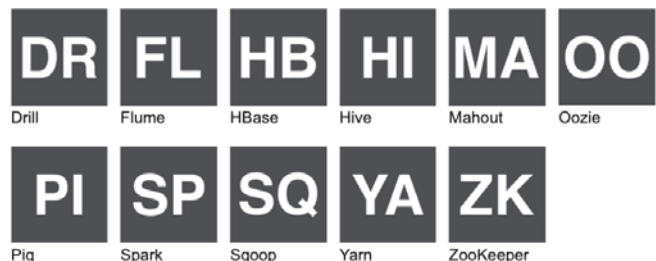 DR FL HB HI MA OO
Drill Flume HBase Hive Mahout Oozie
PI SP SQ YA ZK
Pig Spark Sqoop Yarn ZooKeeper